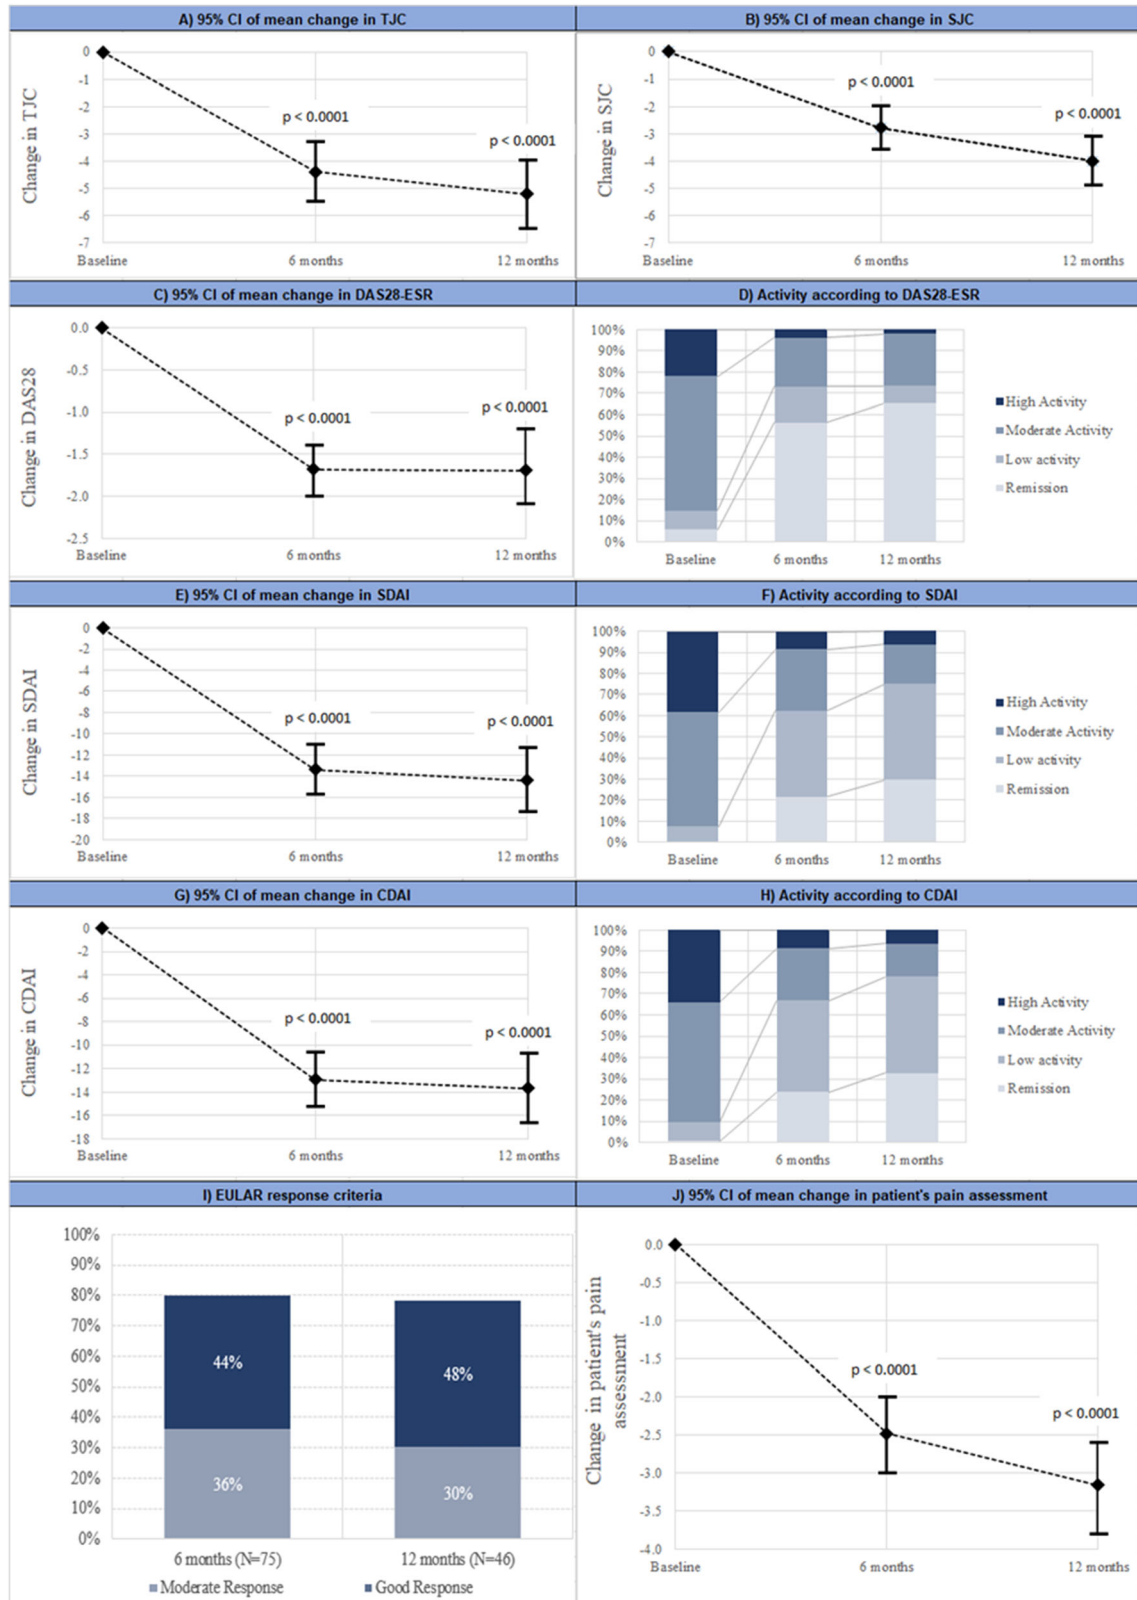 A) 95% CI of mean change in TJC
Change in TJC
0
-1
-2
-3
-4
-5
-6
-7
p < 0.0001
p < 0.0001
Baseline
6 months
12 months
B) 95% CI of mean change in SJC
Change in SJC
0
-1
-2
-3
-4
-5
-6
-7
p < 0.0001
p < 0.0001
Baseline
6 months
12 months
C) 95% CI of mean change in DAS28-ESR
Change in DAS28
0.0
-0.5
-1.0
-1.5
-2.0
-2.5
p < 0.0001
p < 0.0001
Baseline
6 months
12 months
D) Activity according to DAS28-ESR
100%
90%
80%
70%
60%
50%
40%
30%
20%
10%
0%
Baseline
6 months
12 months
High Activity
Moderate Activity
Low activity
Remission
E) 95% CI of mean change in SDAI
Change in SDAI
0
-2
-4
-6
-8
-10
-12
-14
-16
-18
-20
p < 0.0001
p < 0.0001
Baseline
6 months
12 months
F) Activity according to SDAI
100%
90%
80%
70%
60%
50%
40%
30%
20%
10%
0%
Baseline
6 months
12 months
High Activity
Moderate Activity
Low activity
Remission
G) 95% CI of mean change in CDAI
Change in CDAI
0
-2
-4
-6
-8
-10
-12
-14
-16
-18
p < 0.0001
p < 0.0001
Baseline
6 months
12 months
H) Activity according to CDAI
100%
90%
80%
70%
60%
50%
40%
30%
20%
10%
0%
Baseline
6 months
12 months
High Activity
Moderate Activity
Low activity
Remission
I) EULAR response criteria
100%
90%
80%
70%
60%
50%
40%
30%
20%
10%
0%
44%
36%
48%
30%
6 months (N=75)
12 months (N=46)
Moderate Response
Good Response
J) 95% CI of mean change in patient's pain assessment
Change in patient's pain
assessment
0.0
-0.5
-1.0
-1.5
-2.0
-2.5
-3.0
-3.5
-4.0
p < 0.0001
p < 0.0001
Baseline
6 months
12 months